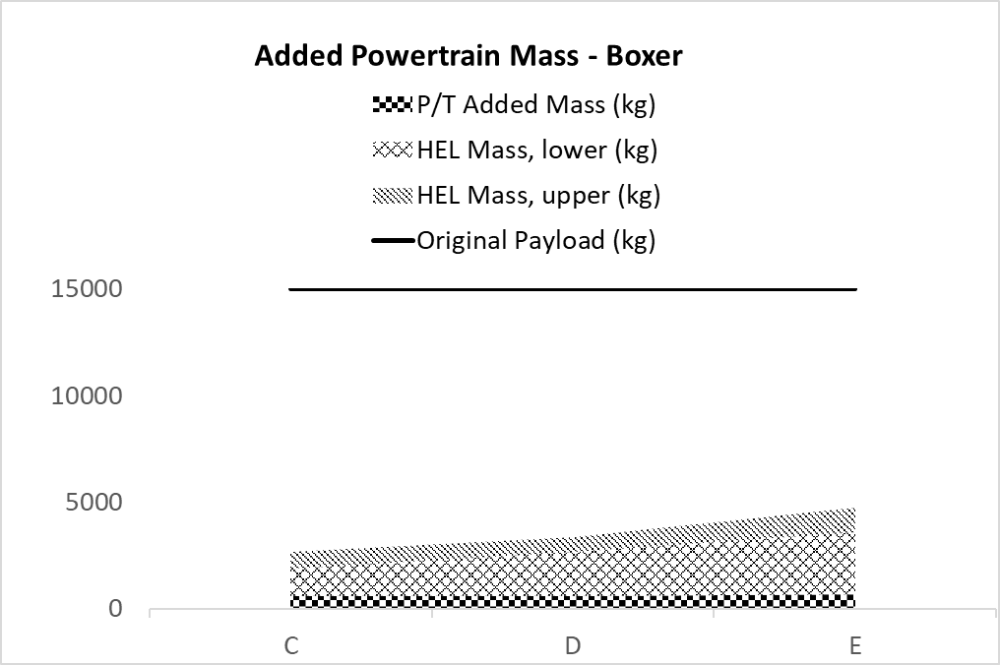 Added Powertrain Mass - Boxer
P/T Added Mass (kg)
HEL Mass, lower (kg)
HEL Mass, upper (kg)
Original Payload (kg)
15000
10000
5000
0
C D E